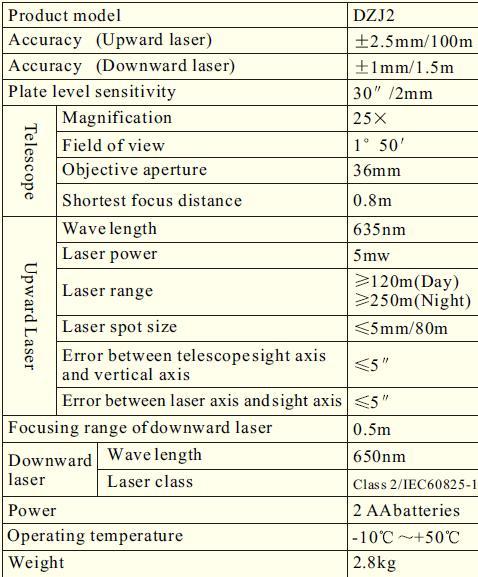 Product model DZJ2
Accuracy (Upward laser) ±2.5mm/100m
Accuracy (Downward laser) ±1mm/1.5m
Plate level sensitivity 30″ /2mm
Telescope
Magnification 25×
Field of view 1° 50′
Objective aperture 36mm
Shortest focus distance 0.8m
Upward Laser
Wave length 635nm
Laser power 5mw
Laser range ≥120m(Day)
≥250m(Night)
Laser spot size ≤5mm/80m
Error between telescopesight axis
and vertical axis ≤5″
Error between laser axis and sight axis ≤5″
Focusing range of downward laser 0.5m
Downward
laser
Wave length 650nm
Laser class Class 2/IEC60825-1
Power 2 AAbatteries
Operating temperature -10℃ ~+50℃
Weight 2.8kg